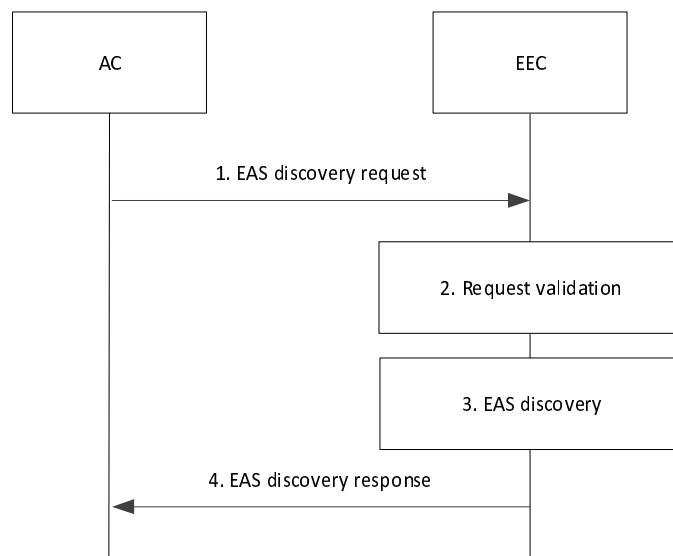 AC
EEC
1. EAS discovery request
2. Request validation
3. EAS discovery
4. EAS discovery response